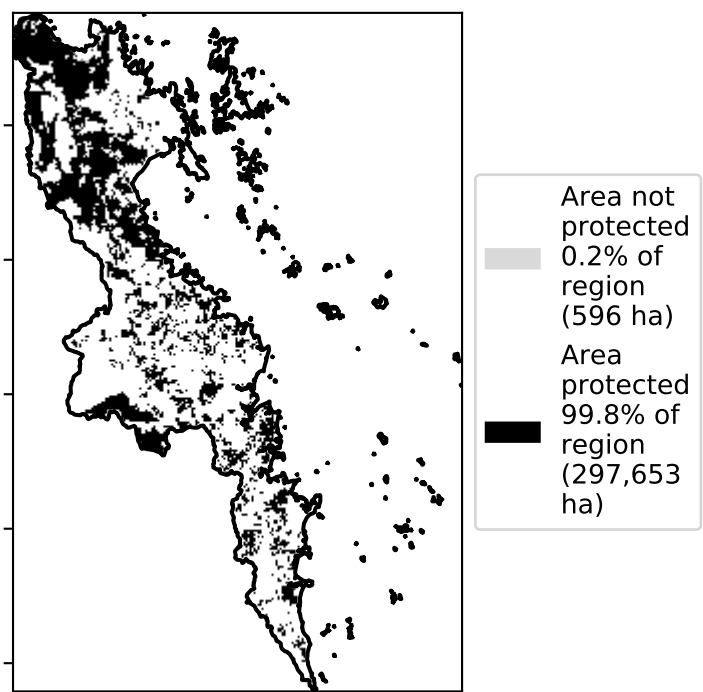 Area not
protected
0.2% of
region
(596 ha)
Area
protected
99.8% of
region
(297,653
ha)